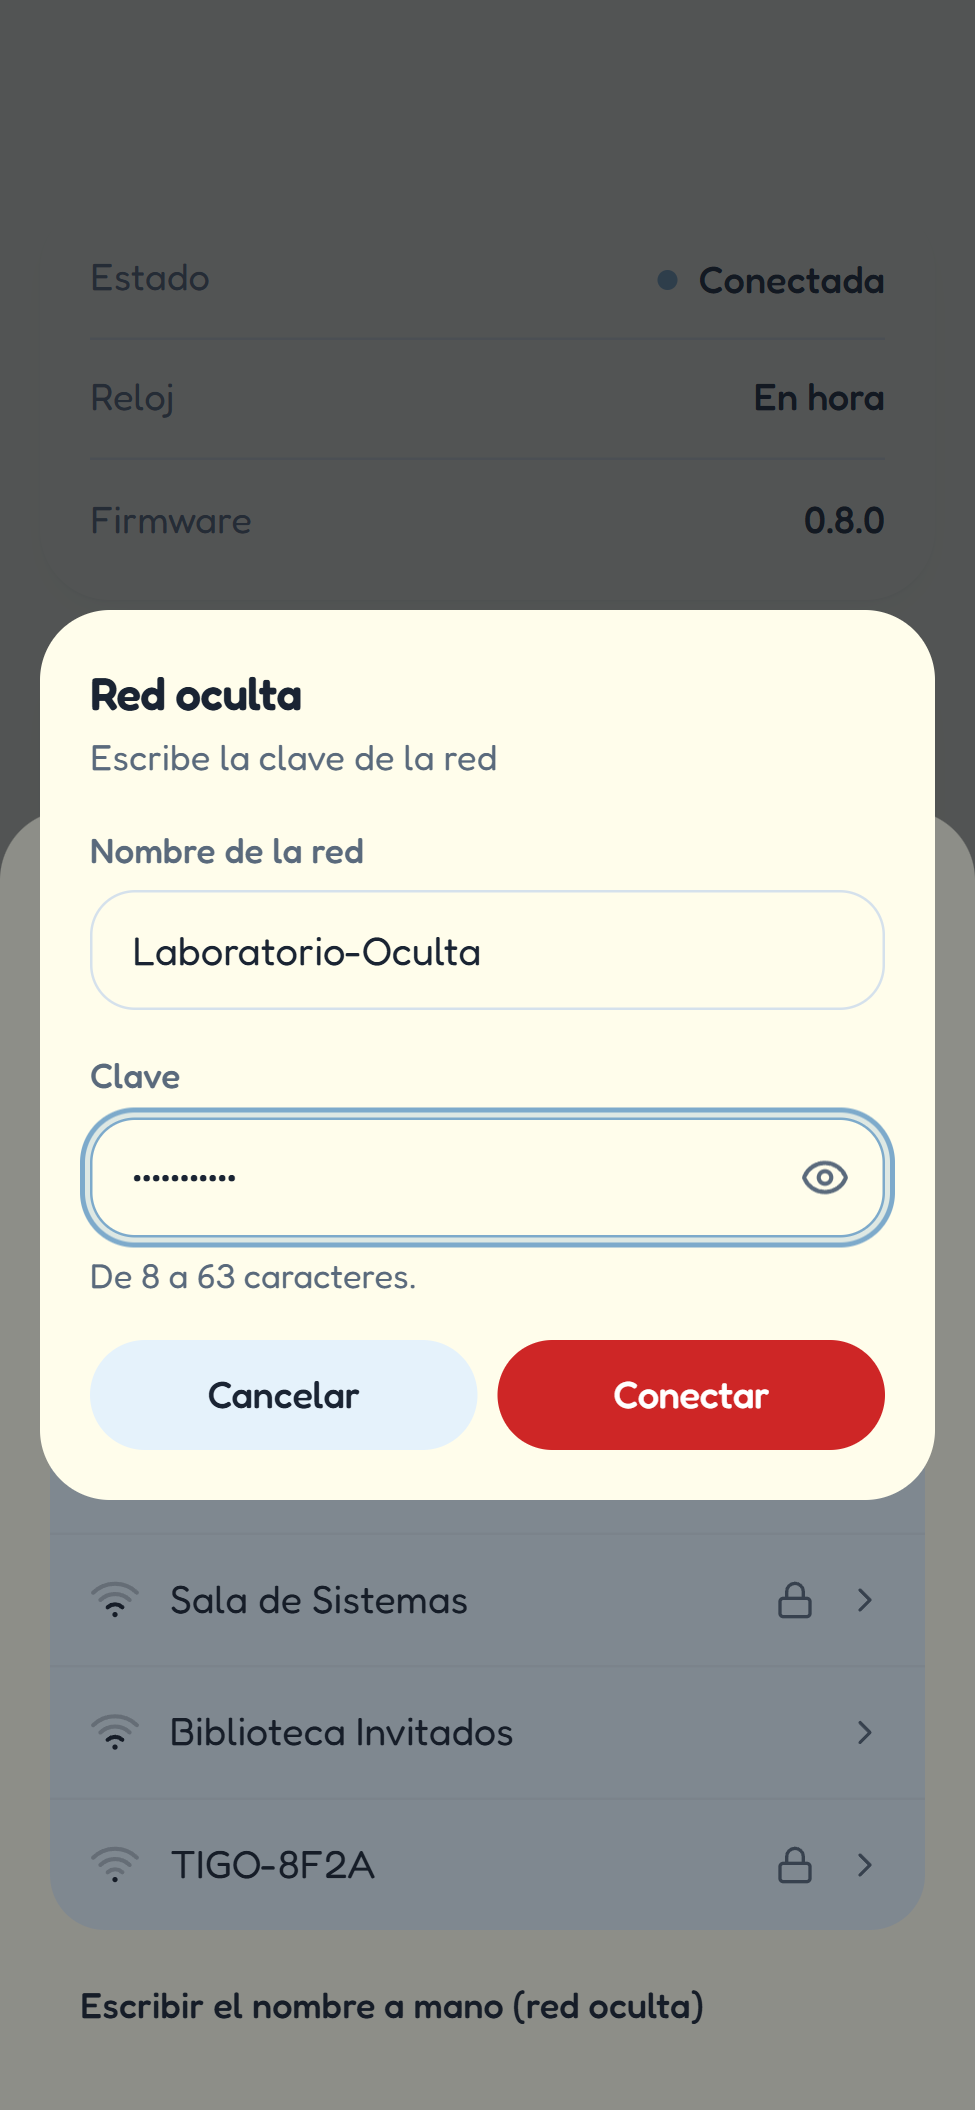 Estado
Conectada
Reloj
En hora
Firmware
0.8.0
Red oculta
Escribe la clave de la red
Nombre de la red
Laboratorio-Oculta
Clave
•••••••••••
De 8 a 63 caracteres.
Cancelar
Conectar
Sala de Sistemas
Biblioteca Invitados
TIGO-8F2A
Escribir el nombre a mano (red oculta)